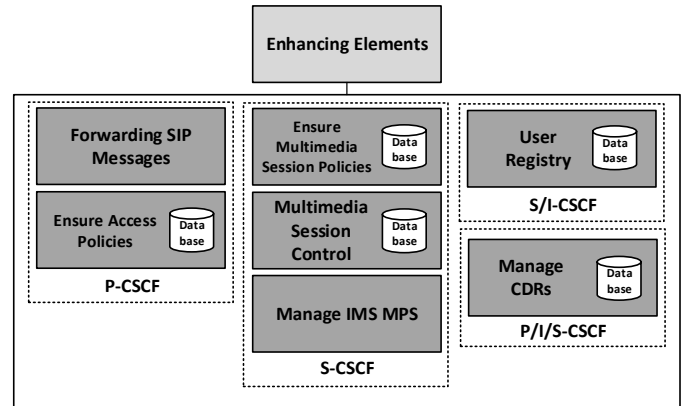 Enhancing Elements
Forwarding SIP
Messages
Ensure Access
Policies
Data
base
P-CSCF
Ensure
Multimedia
Session Policies
Data
base
Multimedia
Session
Control
Data
base
Manage IMS MPS
S-CSCF
User
Registry
Data
base
S/I-CSCF
Manage
CDRs
Data
base
P/I/S-CSCF